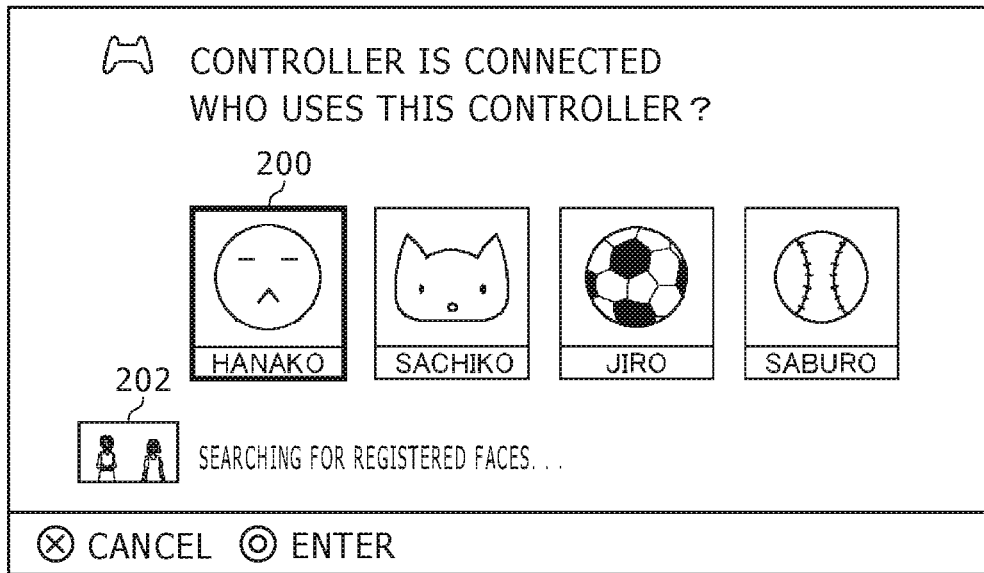 CONTROLLER IS CONNECTED
WHO USES THIS CONTROLLER?
200
HANAKO SACHIKO JIRO SABURO
202
SEARCHING FOR REGISTERED FACES...
CANCEL ENTER